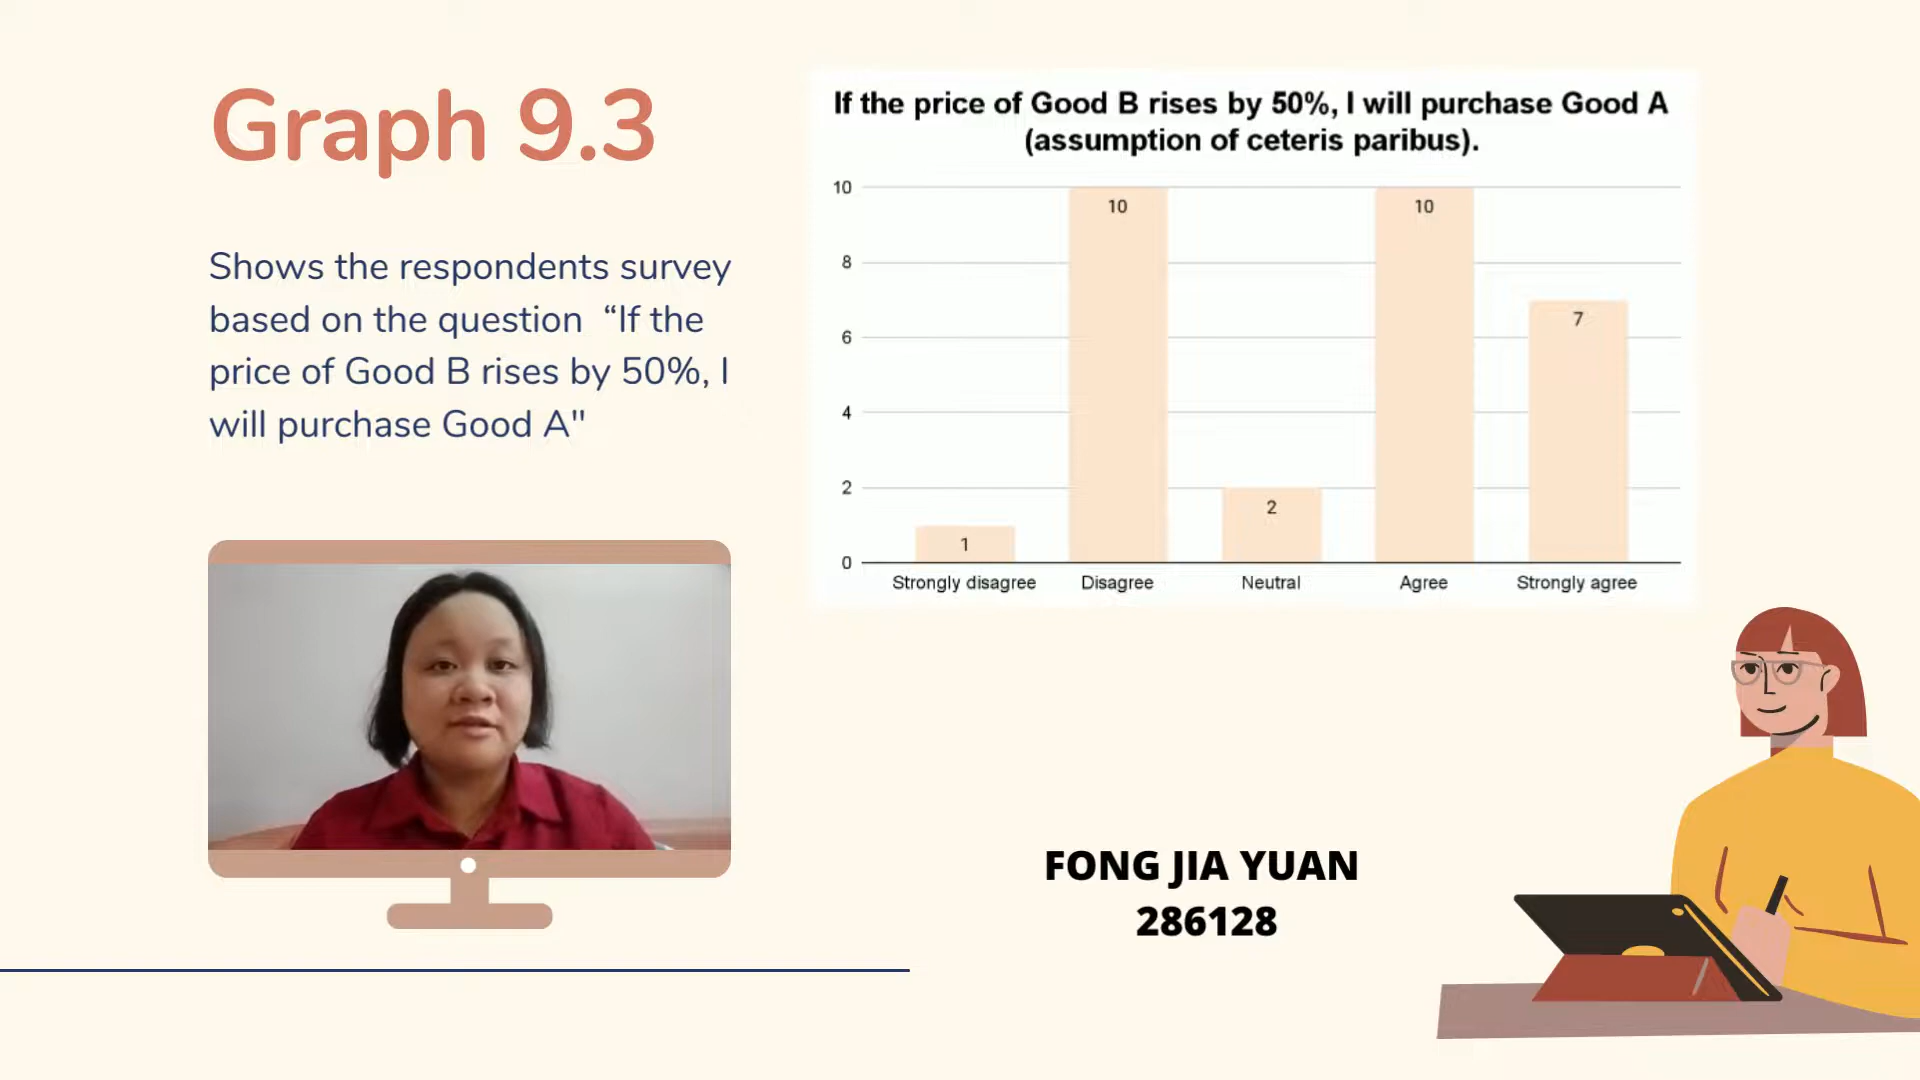 Graph 9.3
Shows the respondents survey
based on the question  “If the
price of Good B rises by 50%, I
will purchase Good A"
If the price of Good B rises by 50%, I will purchase Good A
(assumption of ceteris paribus).
10
8
6
4
2
0
1
10
2
10
7
Strongly disagree
Disagree
Neutral
Agree
Strongly agree
FONG JIA YUAN
286128